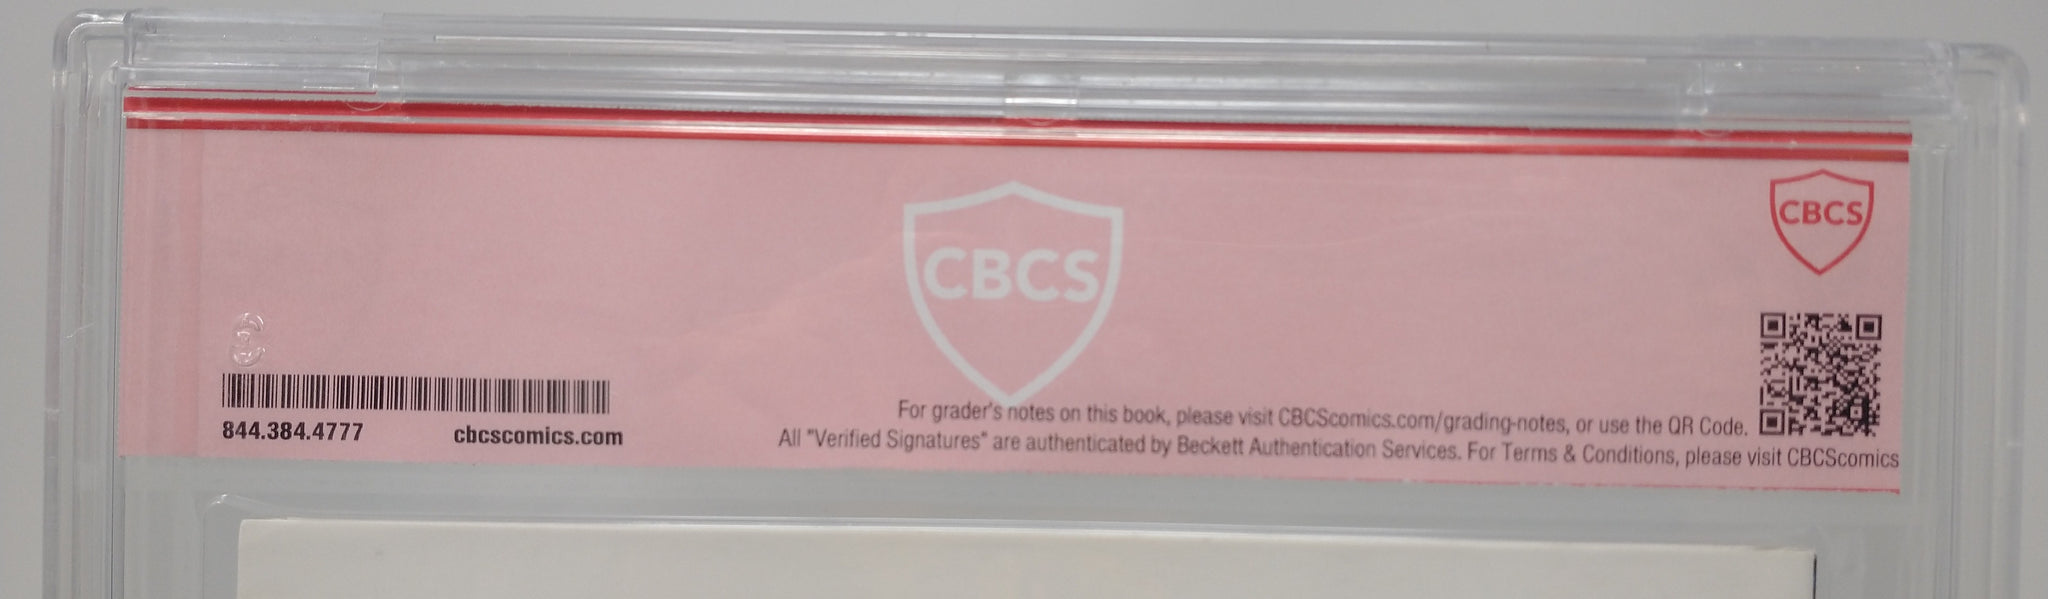 CBCS
CBCS
For grader's notes on this book, please visit CBCScomics.com/grading-notes, or use the QR Code.
844.384.4777 cbcscomics.com
All "Verified Signatures" are authenticated by Beckett Authentication Services. For Terms & Conditions, please visit CBCScomics